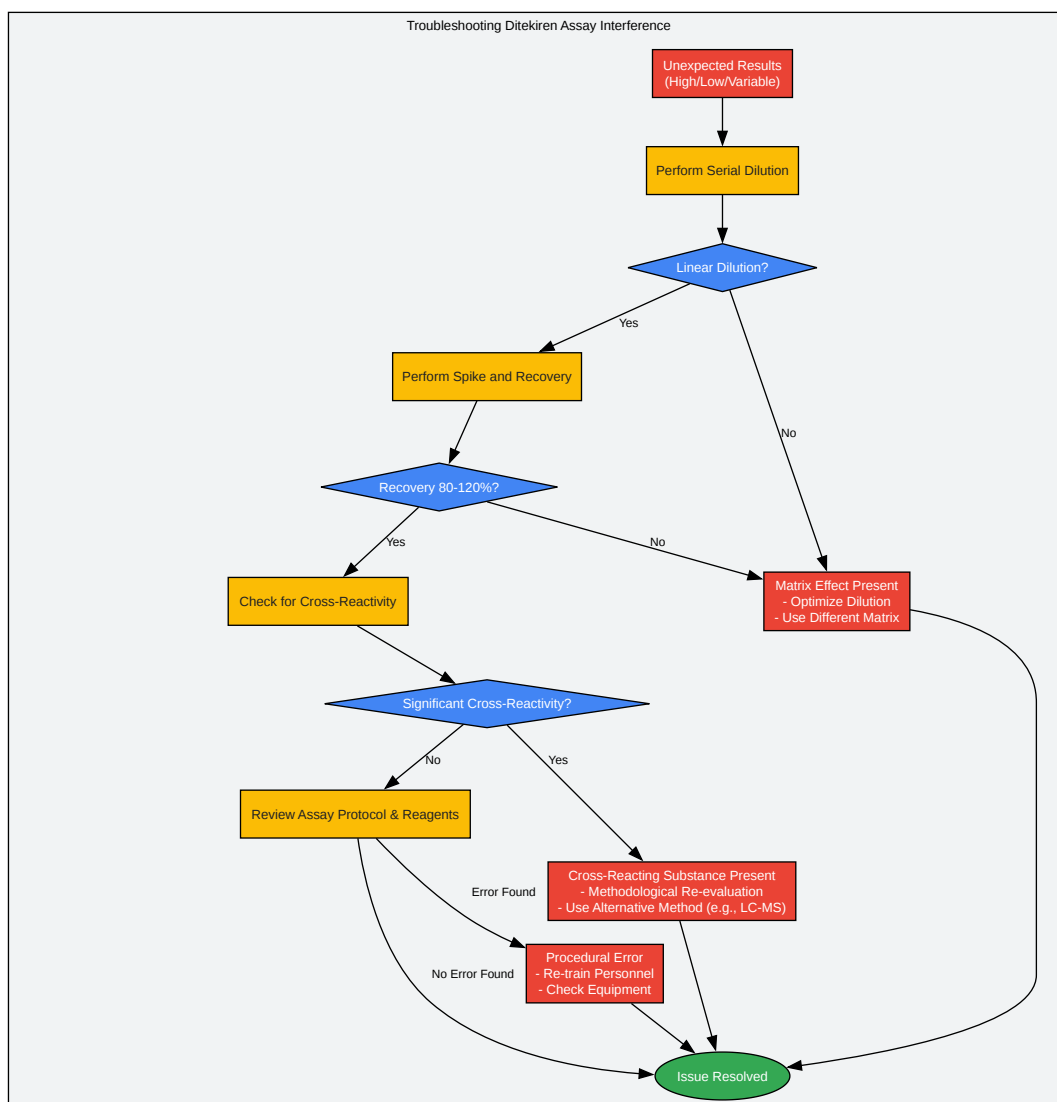 Troubleshooting Ditekiren Assay Interference
Unexpected Results
(High/Low/Variable)
Perform Serial Dilution
Linear Dilution?
Yes
Perform Spike and Recovery
No
Recovery 80-120%?
Yes
No
Check for Cross-Reactivity
Matrix Effect Present
- Optimize Dilution
- Use Different Matrix
Significant Cross-Reactivity?
No
Yes
Review Assay Protocol & Reagents
Cross-Reacting Substance Present
- Methodological Re-evaluation
- Use Alternative Method (e.g., LC-MS)
Error Found
Procedural Error
- Re-train Personnel
- Check Equipment
No Error Found
Issue Resolved